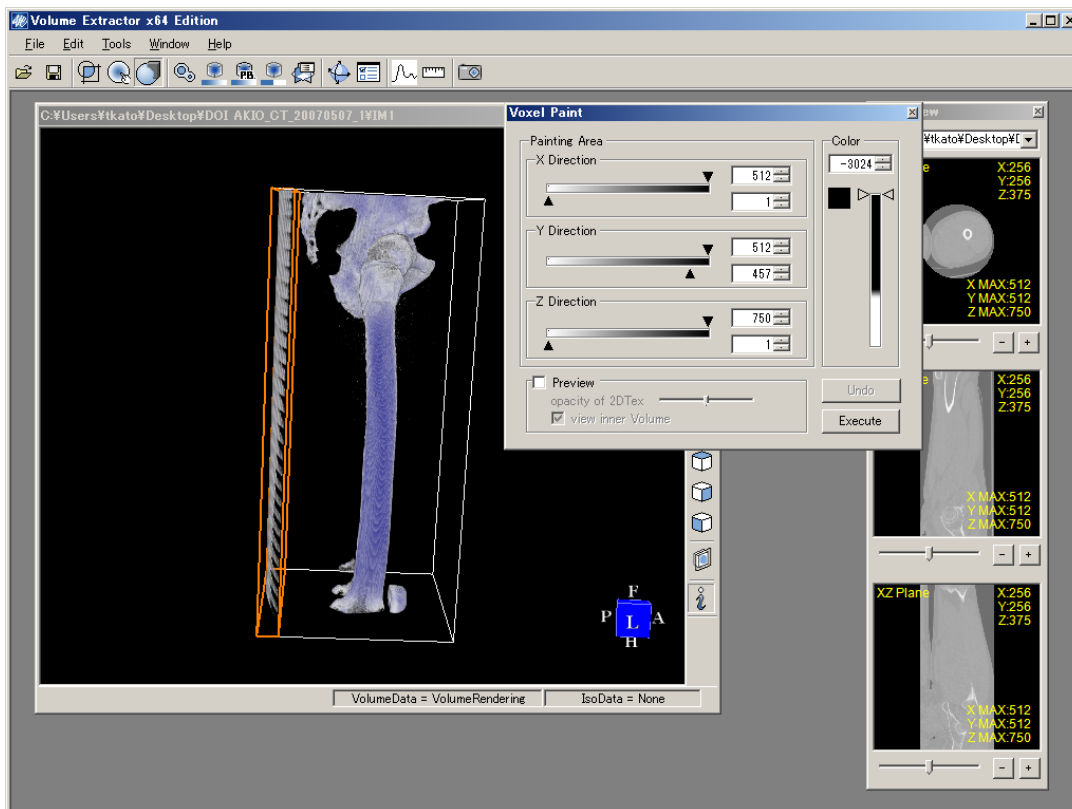 Volume Extractor x64 Edition
File Edit Tools Window Help
P.B.
C:¥Users¥tkato¥Desktop¥DOI AKIO_CT_20070507_1¥IM1
F
P L A
H
VolumeData = VolumeRendering IsoData = None
Voxel Paint
Painting Area
X Direction
512
1
Y Direction
512
457
Z Direction
750
1
Preview
opacity of 2DTex
view inner Volume
Color
-3024
Undo
Execute
¥tkato¥Desktop¥D
X:256
Y:256
Z:375
X MAX:512
Y MAX:512
Z MAX:750
- +
X:256
Y:256
Z:375
X MAX:512
Y MAX:512
Z MAX:750
- +
XZ Plane
X:256
Y:256
Z:375
X MAX:512
Y MAX:512
Z MAX:750
- +